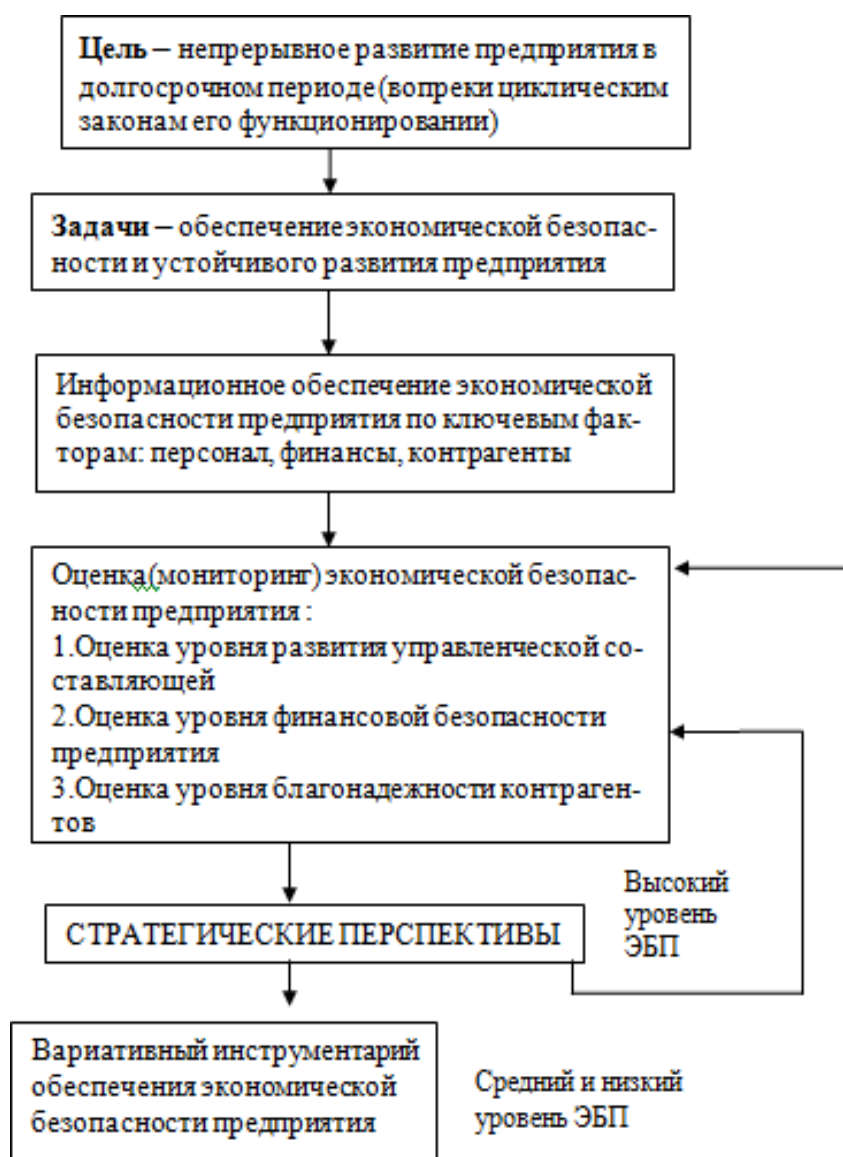 Цель – непрерывное развитие предприятия в
долгосрочном периоде (вопреки циклическим
законам его функционировании)
Задачи – обеспечение экономической безопас-
ности и устойчивого развития предприятия
Информационное обеспечение экономической
безопасности предприятия по ключевым фак-
торам: персонал, финансы, контрагенты
Оценка(мониторинг) экономической безопас-
ности предприятия :
1.Оценка уровня развития управленческой со-
ставляющей
2.Оценка уровня финансовой безопасности
предприятия
3.Оценка уровня благонадежности контраген-
тов
Высокий
уровень
ЭБП
СТРАТЕГИЧЕСКИЕ ПЕРСПЕКТИВЫ
Вариативный инструментарий
обеспечения экономической
безопасности предприятия
Средний и низкий
уровень ЭБП